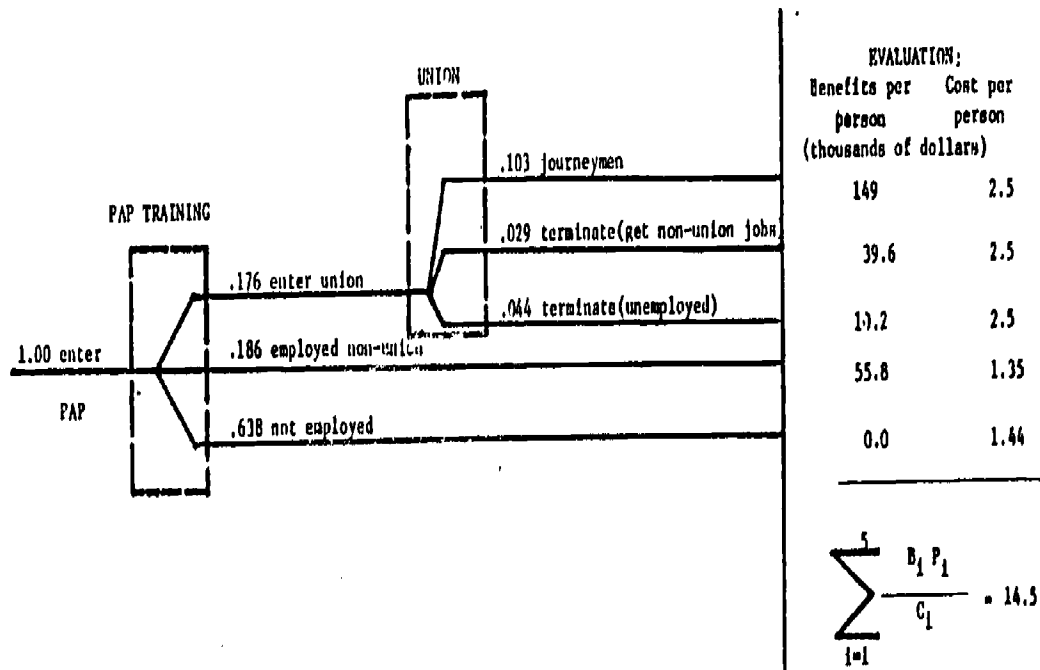 EVALUATION:
Benefits per person
Cost per person
(thousands of dollars)
UNION
.103 journeymen
149 2.5
PAP TRAINING
.029 terminate(get non-union jobs)
39.6 2.5
.176 enter union
.044 terminate(unemployed)
10.2 2.5
1.00 enter
PAP
.186 employed non-union
55.8 1.35
.638 not employed
0.0 1.44
5
∑ B_i P_i / C_i = 14.5
i=1